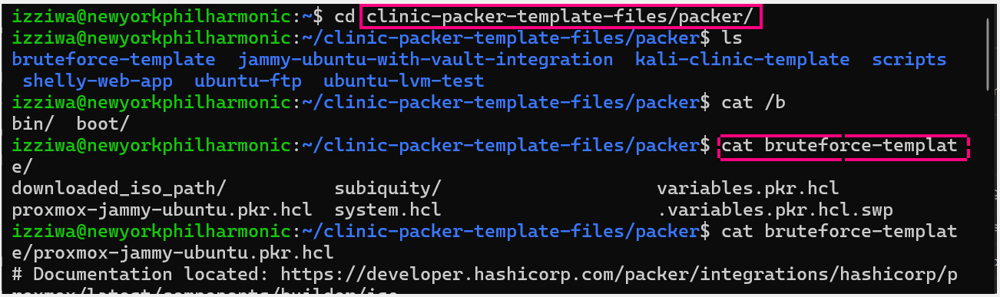 izziwa@newyorkphilharmonic:~$ cd clinic-packer-template-files/packer/
izziwa@newyorkphilharmonic:~/clinic-packer-template-files/packer$ ls
bruteforce-template  jammy-ubuntu-with-vault-integration  kali-clinic-template  scripts
shelly-web-app  ubuntu-ftp  ubuntu-lvm-test
izziwa@newyorkphilharmonic:~/clinic-packer-template-files/packer$ cat /b
bin/  boot/
izziwa@newyorkphilharmonic:~/clinic-packer-template-files/packer$ cat bruteforce-templat
e/
downloaded_iso_path/          subiquity/                    variables.pkr.hcl
proxmox-jammy-ubuntu.pkr.hcl  system.hcl                    .variables.pkr.hcl.swp
izziwa@newyorkphilharmonic:~/clinic-packer-template-files/packer$ cat bruteforce-templat
e/proxmox-jammy-ubuntu.pkr.hcl
# Documentation located: https://developer.hashicorp.com/packer/integrations/hashicorp/p
roxmox/latest/components/builder/iso